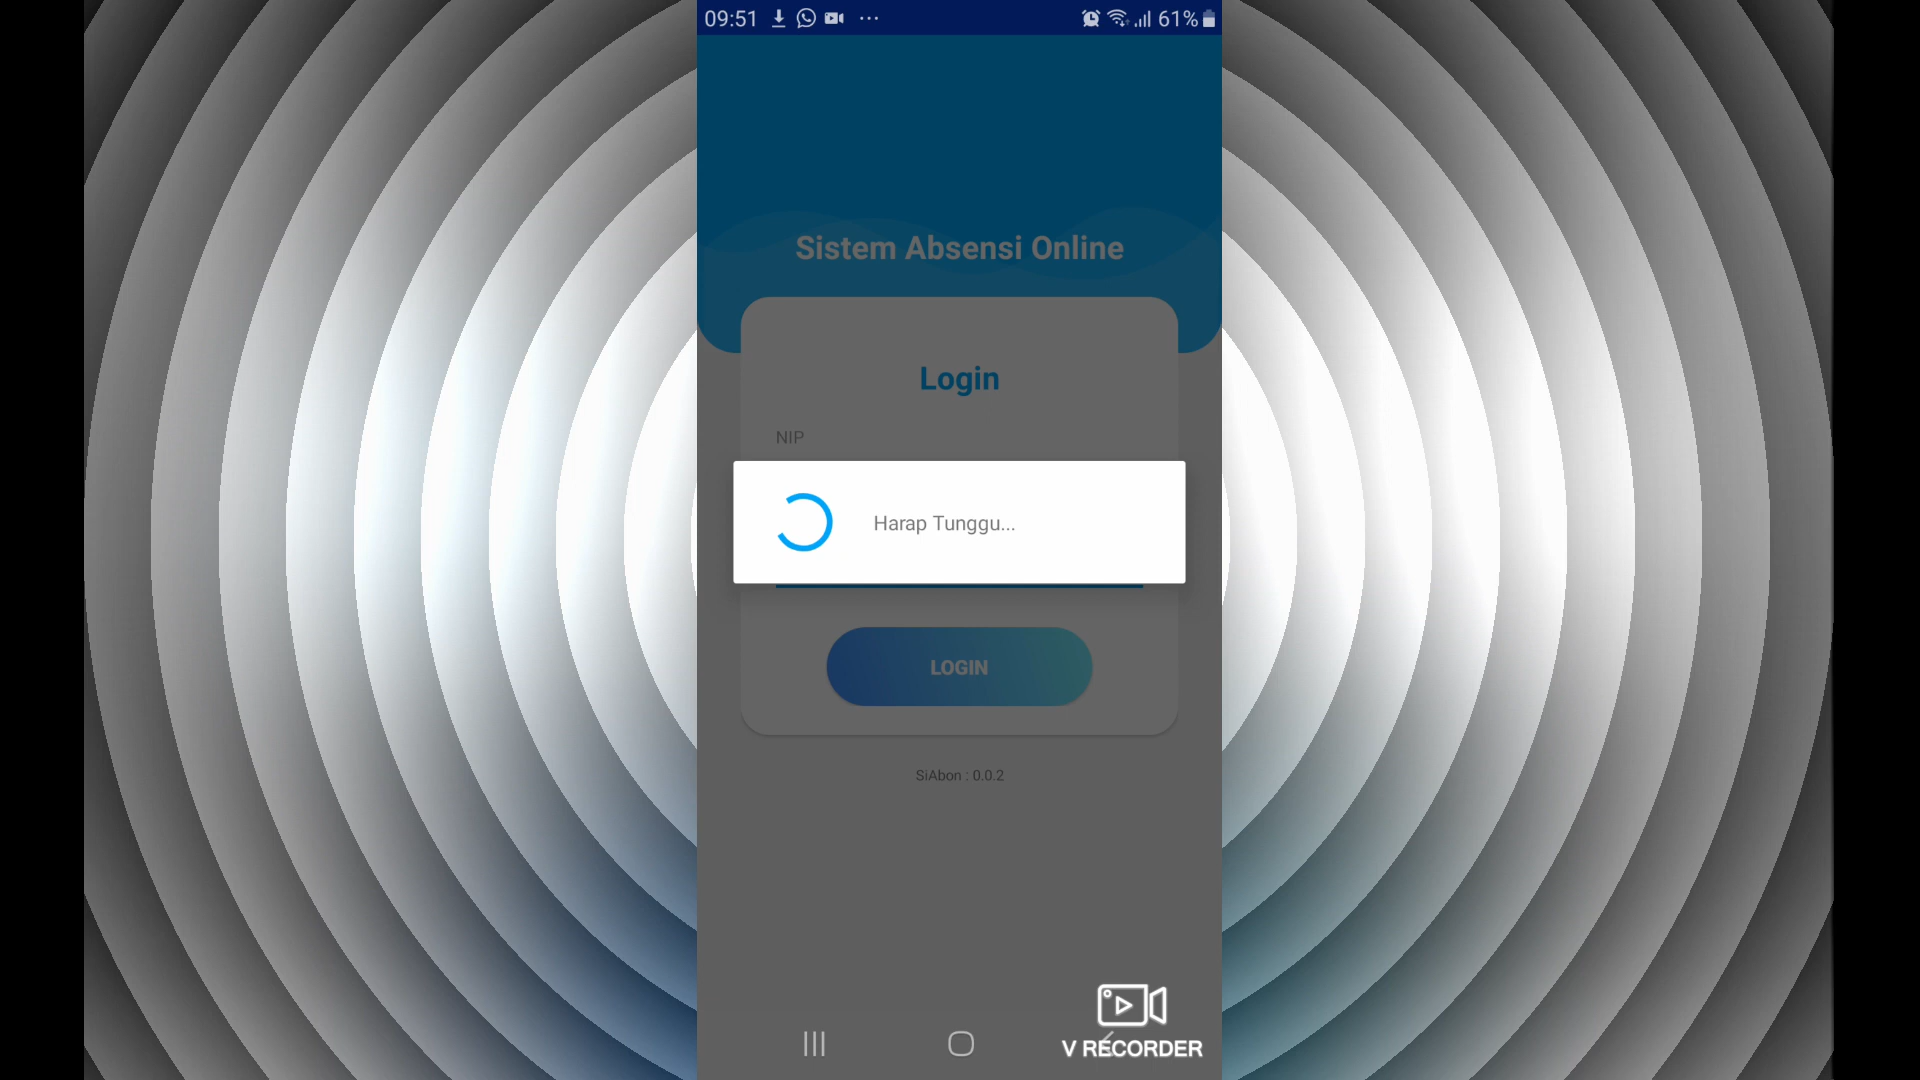 09:51 ... 61%
Sistem Absensi Online
Login
NIP
Harap Tunggu...
LOGIN
SiAbon : 0.0.2
V RECORDER